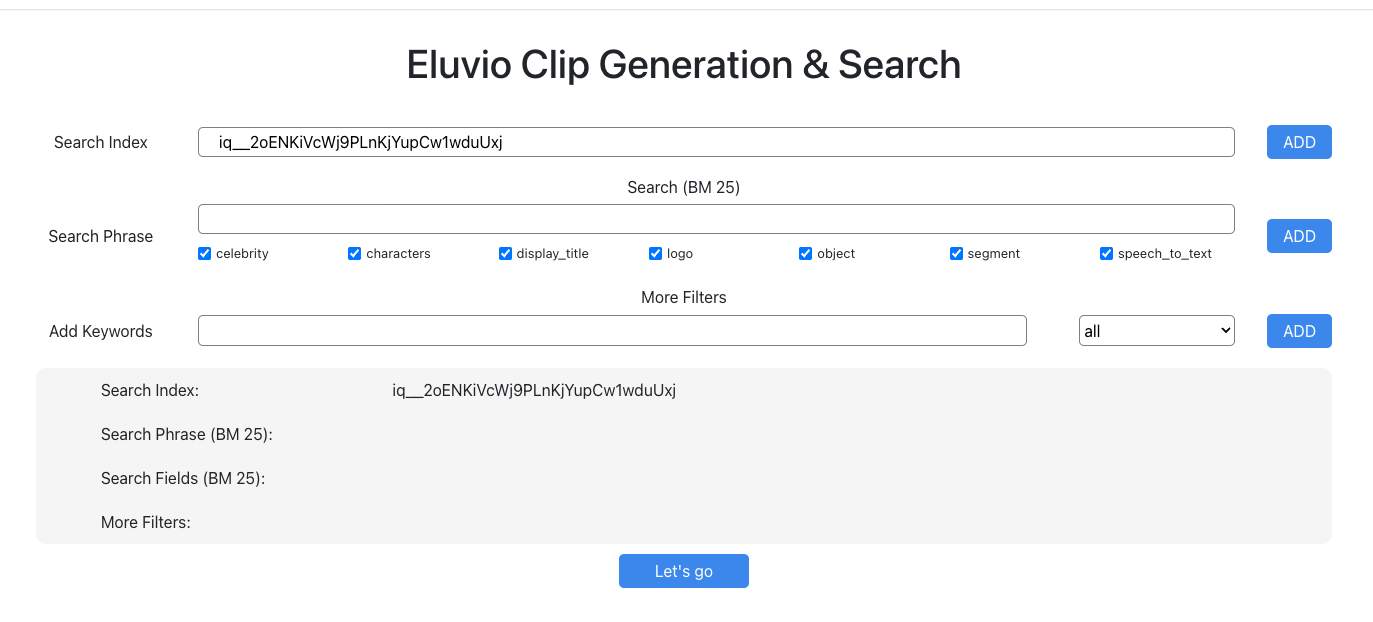 Eluvio Clip Generation & Search
Search Index iq__2oENKiVcWj9PLnKjYupCw1wduUxj ADD
Search (BM 25)
Search Phrase ADD
celebrity characters display_title logo object segment speech_to_text
More Filters
Add Keywords all ADD
Search Index: iq__2oENKiVcWj9PLnKjYupCw1wduUxj
Search Phrase (BM 25):
Search Fields (BM 25):
More Filters:
Let's go